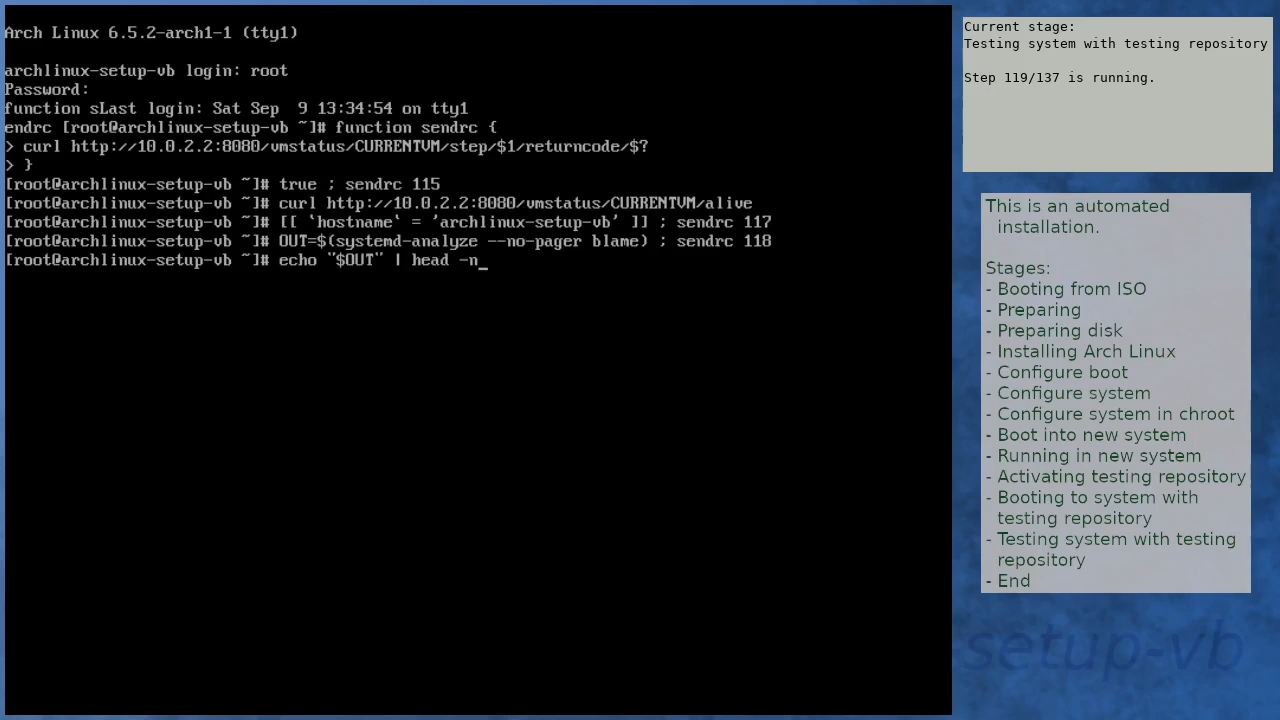 Arch Linux 6.5.2-arch1-1 (tty1)
archlinux-setup-vb login: root
Password:
function sLast login: Sat Sep  9 13:34:54 on tty1
endrc [root@archlinux-setup-vb ~]# function sendrc {
> curl http://10.0.2.2:8080/vmstatus/CURRENTVM/step/$1/returncode/$?
> }
[root@archlinux-setup-vb ~]# true ; sendrc 115
[root@archlinux-setup-vb ~]# curl http://10.0.2.2:8080/vmstatus/CURRENTVM/alive
[root@archlinux-setup-vb ~]# [[ `hostname` = 'archlinux-setup-vb' ]] ; sendrc 117
[root@archlinux-setup-vb ~]# OUT=$(systemd-analyze --no-pager blame) ; sendrc 118
[root@archlinux-setup-vb ~]# echo "$OUT" | head -n_
Current stage:
Testing system with testing repository
Step 119/137 is running.
This is an automated
installation.
Stages:
- Booting from ISO
- Preparing
- Preparing disk
- Installing Arch Linux
- Configure boot
- Configure system
- Configure system in chroot
- Boot into new system
- Running in new system
- Activating testing repository
- Booting to system with
testing repository
- Testing system with testing
repository
- End
setup-vb